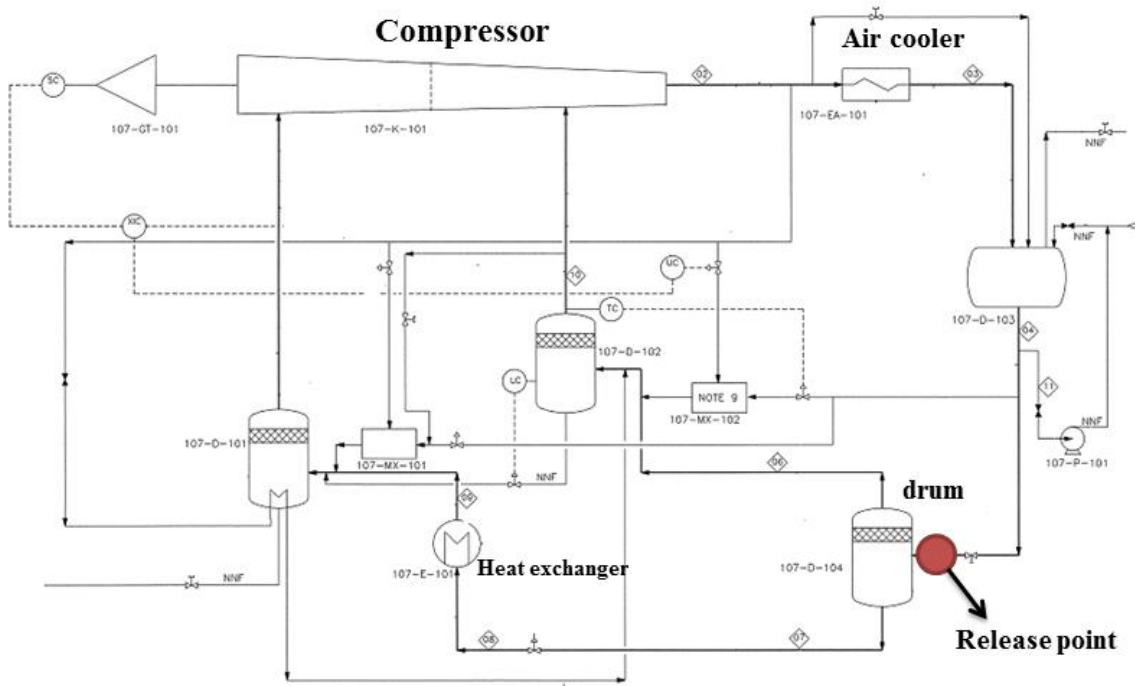 Compressor
Air cooler
02
03
SC
107-EA-101
107-GT-101
107-K-101
NNF
XIC
UC
NNF
10
TC
107-D-103
04
107-D-102
LC
NOTE 9
11
107-MX-102
107-D-101
107-MX-101
107-P-101
06
NNF
drum
09
107-E-101
Heat exchanger
107-D-104
NNF
Release point
08
07